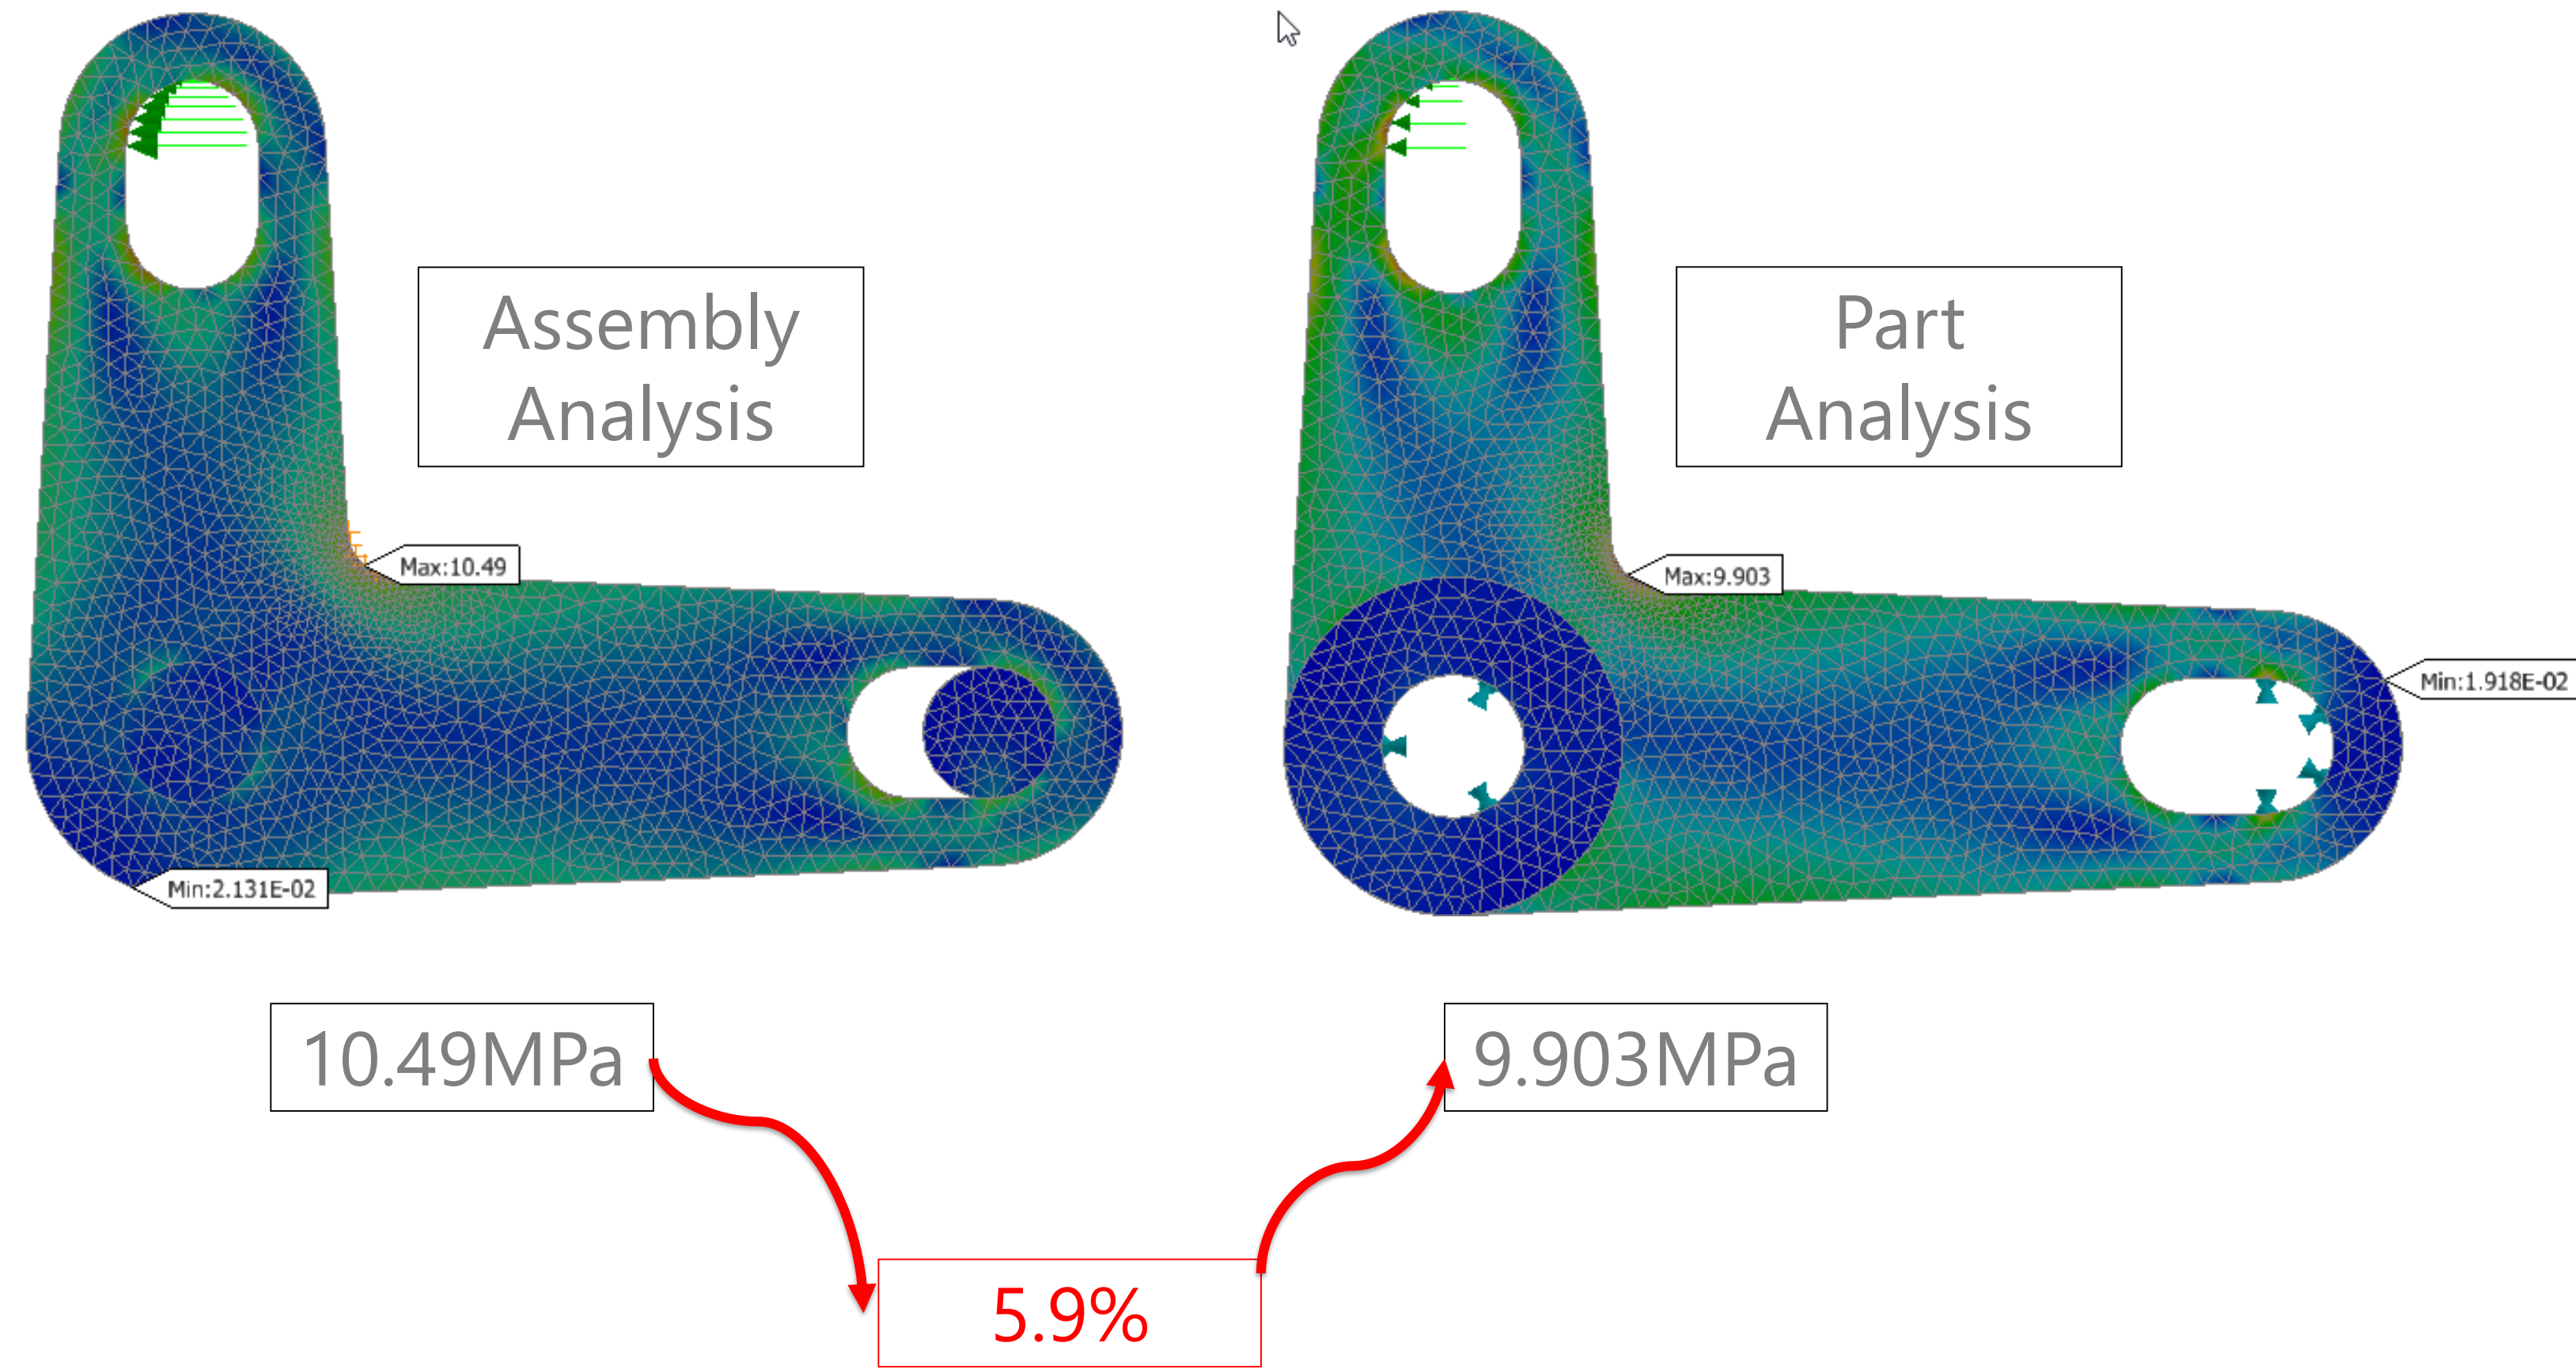 Assembly
Analysis
Part
Analysis
Max:10.49
Max:9.903
Min:1.918E-02
Min:2.131E-02
10.49MPa
9.903MPa
5.9%